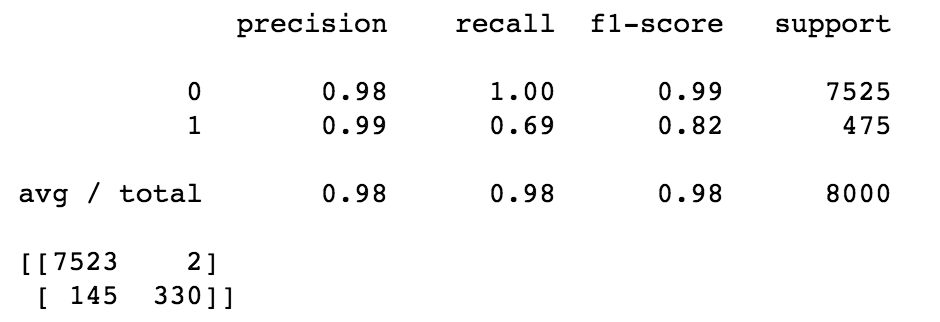 precision recall f1-score support
0 0.98 1.00 0.99 7525
1 0.99 0.69 0.82 475
avg / total 0.98 0.98 0.98 8000
[[7523 2]
[ 145 330]]